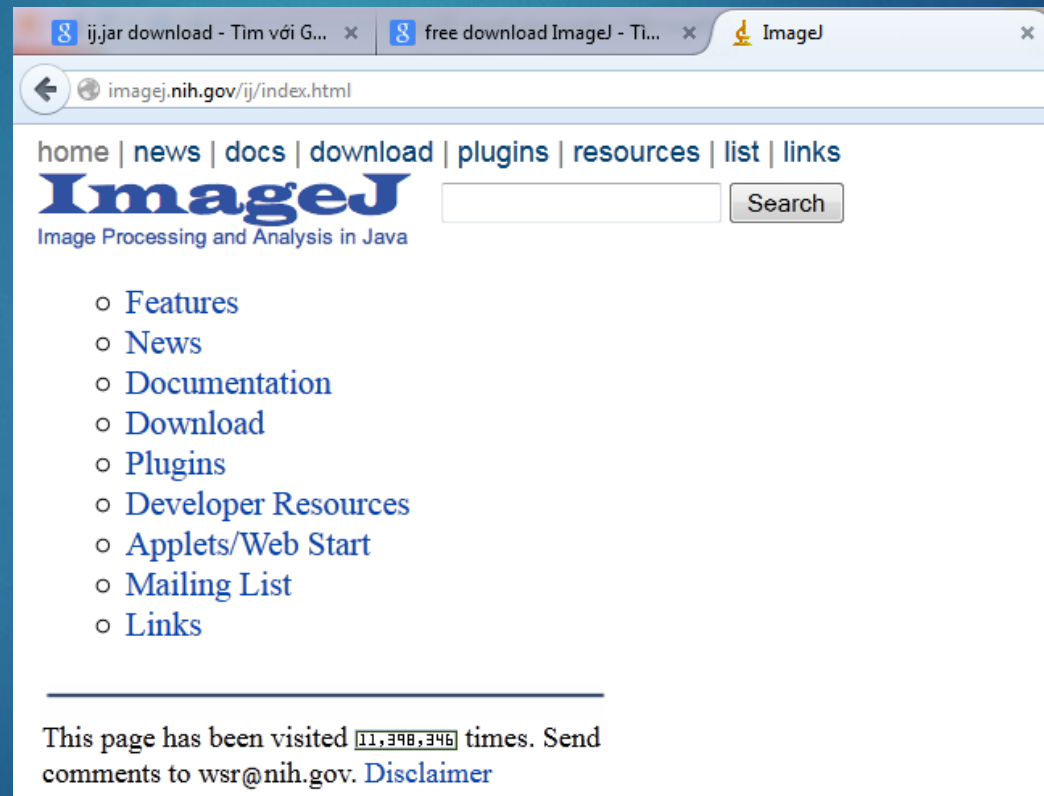 ij.jar download - Tìm với G...
free download ImageJ - Tì...
ImageJ
imagej.nih.gov/ij/index.html
home | news | docs | download | plugins | resources | list | links
ImageJ
Search
Image Processing and Analysis in Java
Features
News
Documentation
Download
Plugins
Developer Resources
Applets/Web Start
Mailing List
Links
This page has been visited 11,398,346 times. Send
comments to wsr@nih.gov. Disclaimer